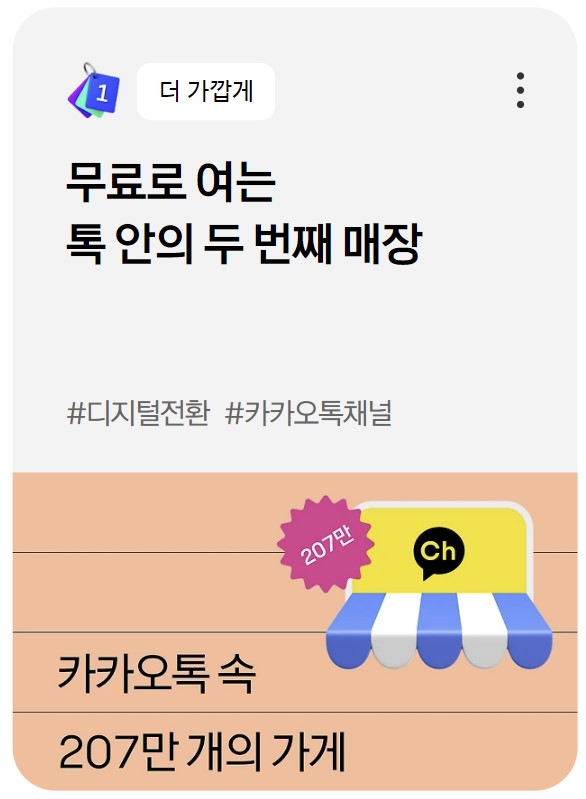 1
더 가깝게
무료로 여는
톡 안의 두 번째 매장
#디지털전환 #카카오톡채널
207만
Ch
카카오톡 속
207만 개의 가게